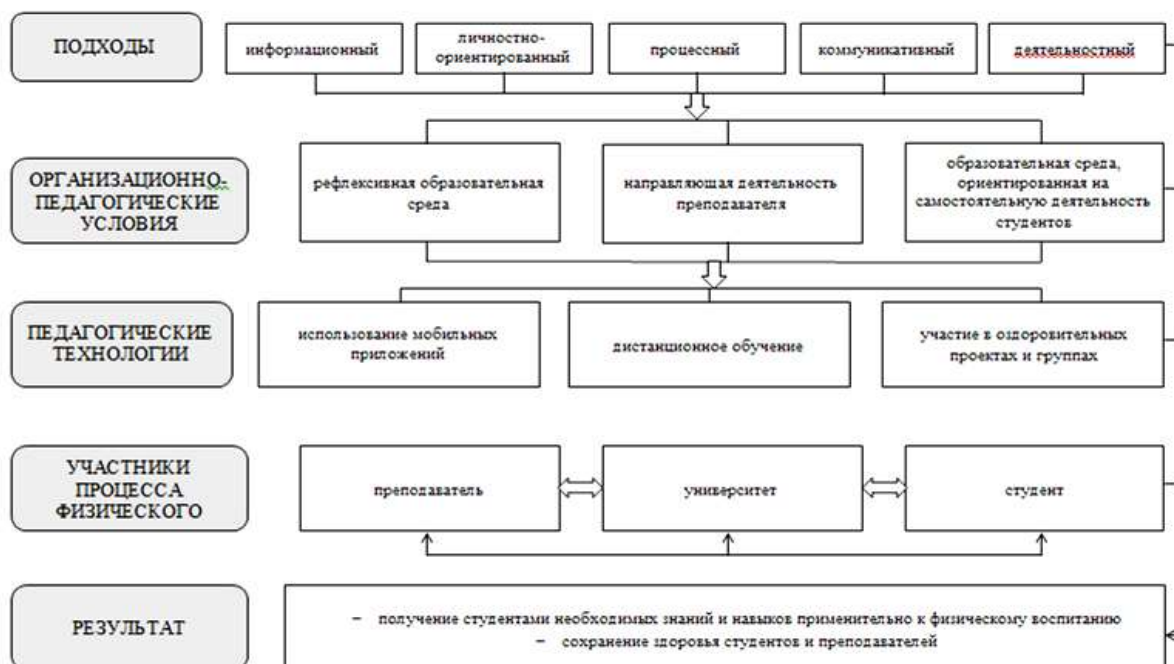 ПОДХОДЫ
информационный
личностно-
ориентированный
процессный
коммуникативный
деятельностный
ОРГАНИЗАЦИОННО-
ПЕДАГОГИЧЕСКИЕ
УСЛОВИЯ
рефлексивная образовательная
среда
направляющая деятельность
преподавателя
образовательная среда,
ориентированная на
самостоятельную деятельность
студентов
ПЕДАГОГИЧЕСКИЕ
ТЕХНОЛОГИИ
использование мобильных
приложений
дистанционное обучение
участие в оздоровительных
проектах и группах
УЧАСТНИКИ
ПРОЦЕССА
ФИЗИЧЕСКОГО
преподаватель
университет
студент
РЕЗУЛЬТАТ
– получение студентами необходимых знаний и навыков применительно к физическому воспитанию
– сохранение здоровья студентов и преподавателей